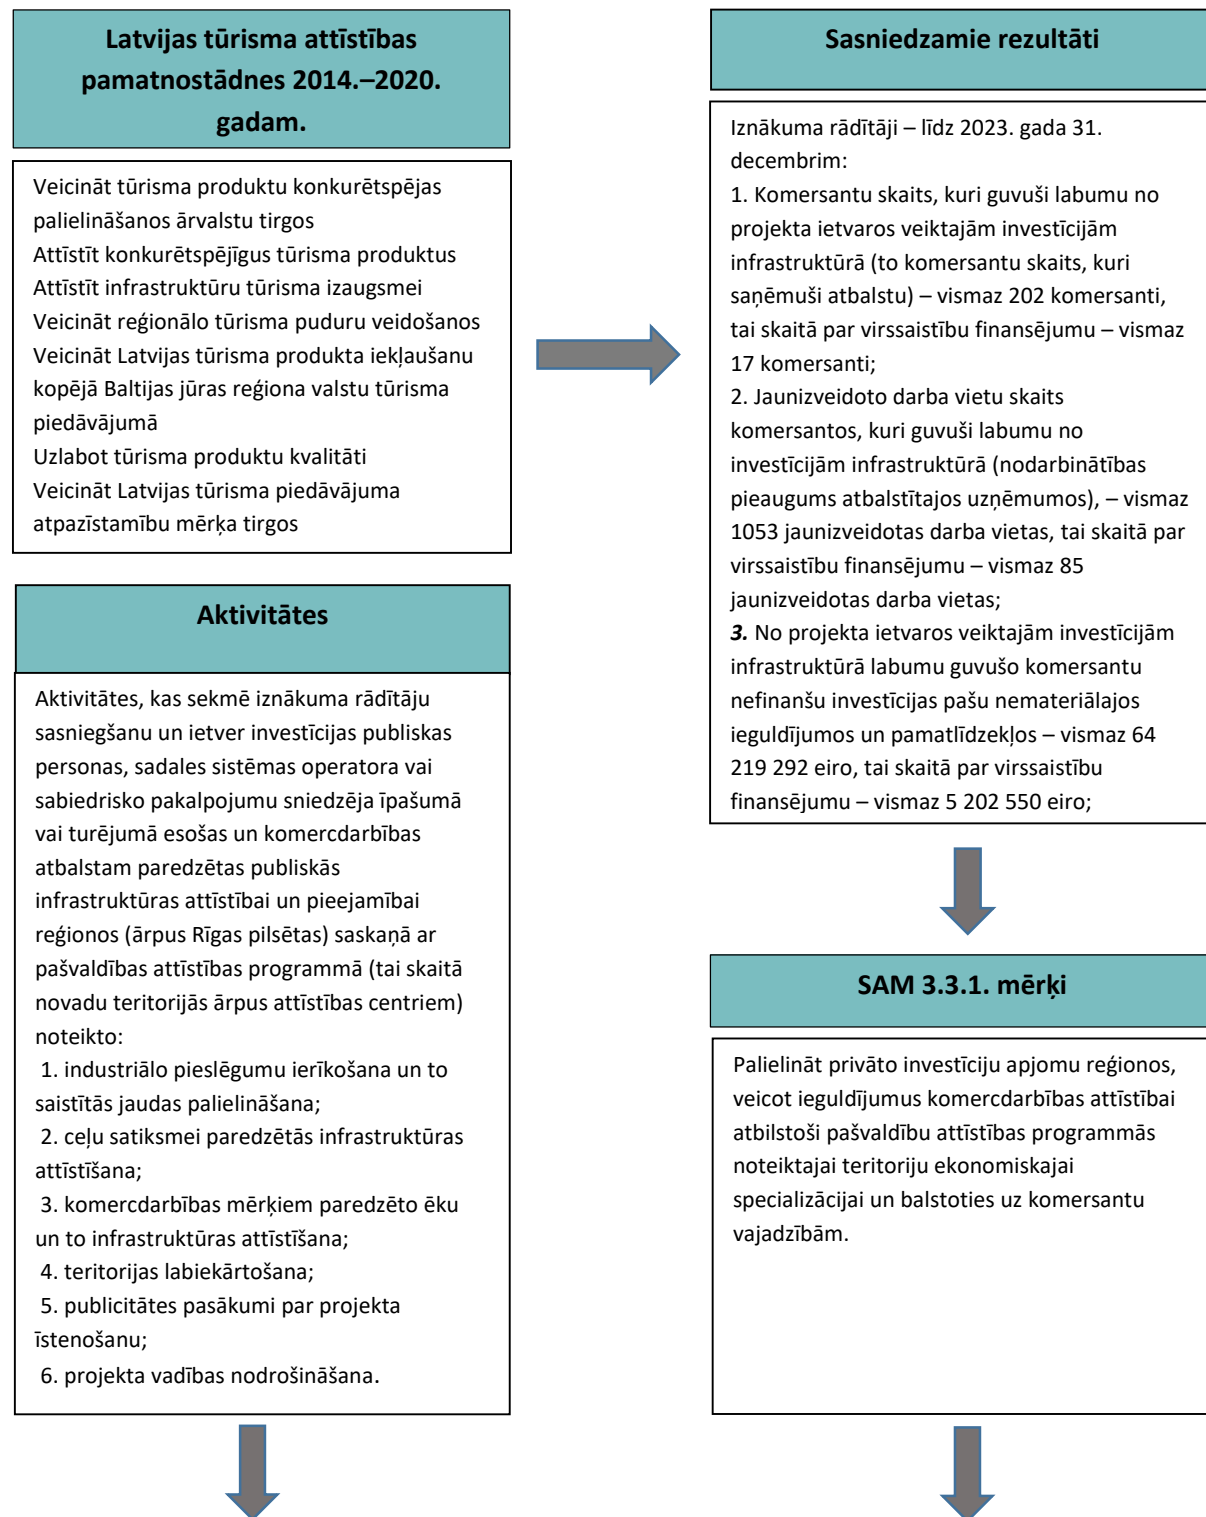 Latvijas tūrisma attīstības
pamatnostādnes 2014.–2020.
gadam.
Veicināt tūrisma produktu konkurētspējas
palielināšanos ārvalstu tirgos
Attīstīt konkurētspējīgus tūrisma produktus
Attīstīt infrastruktūru tūrisma izaugsmei
Veicināt reģionālo tūrisma puduru veidošanos
Veicināt Latvijas tūrisma produkta iekļaušanu
kopējā Baltijas jūras reģiona valstu tūrisma
piedāvājumā
Uzlabot tūrisma produktu kvalitāti
Veicināt Latvijas tūrisma piedāvājuma
atpazīstamību mērķa tirgos
Aktivitātes
Aktivitātes, kas sekmē iznākuma rādītāju
sasniegšanu un ietver investīcijas publiskas
personas, sadales sistēmas operatora vai
sabiedrisko pakalpojumu sniedzēja īpašumā
vai turējumā esošas un komercdarbības
atbalstam paredzētas publiskās
infrastruktūras attīstībai un pieejamībai
reģionos (ārpus Rīgas pilsētas) saskaņā ar
pašvaldības attīstības programmā (tai skaitā
novadu teritorijās ārpus attīstības centriem)
noteikto:
1. industriālo pieslēgumu ierīkošana un to
saistītās jaudas palielināšana;
2. ceļu satiksmei paredzētās infrastruktūras
attīstīšana;
3. komercdarbības mērķiem paredzēto ēku
un to infrastruktūras attīstīšana;
4. teritorijas labiekārtošana;
5. publicitātes pasākumi par projekta
īstenošanu;
6. projekta vadības nodrošināšana.
Sasniedzamie rezultāti
Iznākuma rādītāji – līdz 2023. gada 31.
decembrim:
1. Komersantu skaits, kuri guvuši labumu no
projekta ietvaros veiktajām investīcijām
infrastruktūrā (to komersantu skaits, kuri
saņēmuši atbalstu) – vismaz 202 komersanti,
tai skaitā par virssaistību finansējumu – vismaz
17 komersanti;
2. Jaunizveidoto darba vietu skaits
komersantos, kuri guvuši labumu no
investīcijām infrastruktūrā (nodarbinātības
pieaugums atbalstītajos uzņēmumos), – vismaz
1053 jaunizveidotas darba vietas, tai skaitā par
virssaistību finansējumu – vismaz 85
jaunizveidotas darba vietas;
3. No projekta ietvaros veiktajām investīcijām
infrastruktūrā labumu guvušo komersantu
nefinanšu investīcijas pašu nemateriālajos
ieguldījumos un pamatlīdzekļos – vismaz 64
219 292 eiro, tai skaitā par virssaistību
finansējumu – vismaz 5 202 550 eiro;
SAM 3.3.1. mērķi
Palielināt privāto investīciju apjomu reģionos,
veicot ieguldījumus komercdarbības attīstībai
atbilstoši pašvaldību attīstības programmās
noteiktajai teritoriju ekonomiskajai
specializācijai un balstoties uz komersantu
vajadzībām.